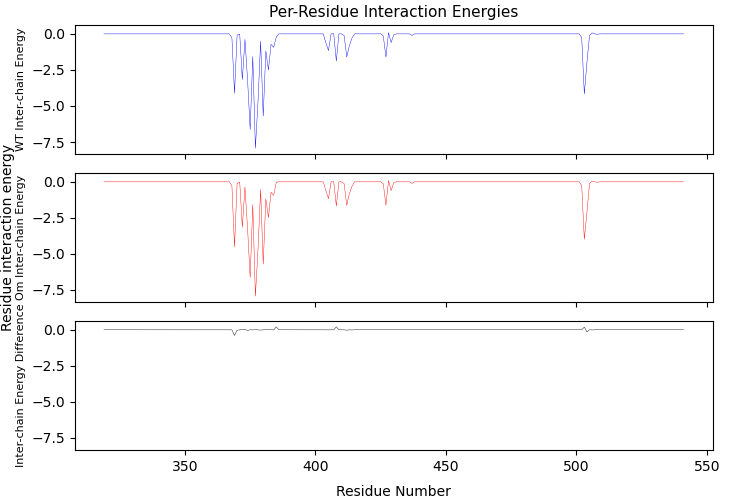 Per-Residue Interaction Energies
Residue interaction energy
WT Inter-chain Energy
0.0
−2.5
−5.0
−7.5
Om Inter-chain Energy
0.0
−2.5
−5.0
−7.5
Inter-chain Energy Difference
0.0
−2.5
−5.0
−7.5
350
400
450
500
550
Residue Number